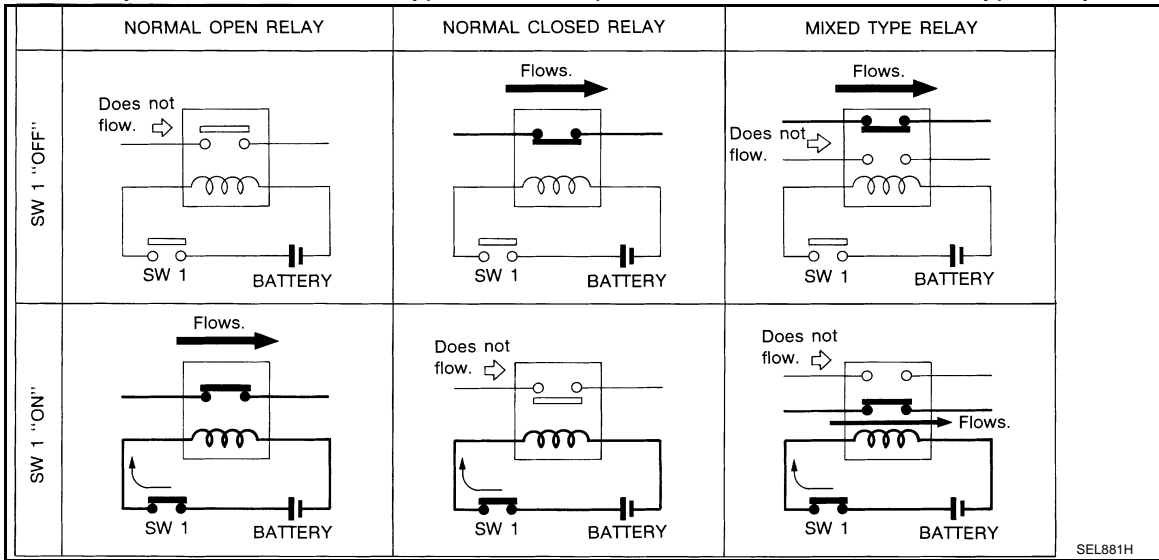 NORMAL OPEN RELAY
NORMAL CLOSED RELAY
MIXED TYPE RELAY
SW 1 "OFF"
Does not
flow.
SW 1
BATTERY
Flows.
SW 1
BATTERY
Flows.
Does not
flow.
SW 1
BATTERY
SW 1 "ON"
Flows.
SW 1
BATTERY
Does not
flow.
SW 1
BATTERY
Does not
flow.
Flows.
SW 1
BATTERY
SEL881H